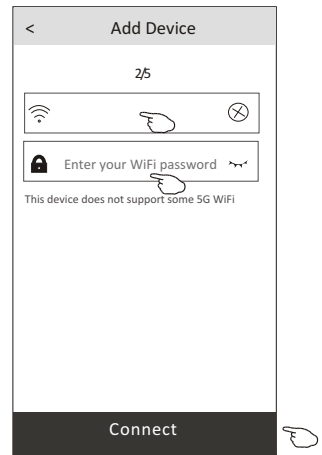 < Add Device
2/5
Enter your WiFi password
This device does not support some 5G WiFi
Connect